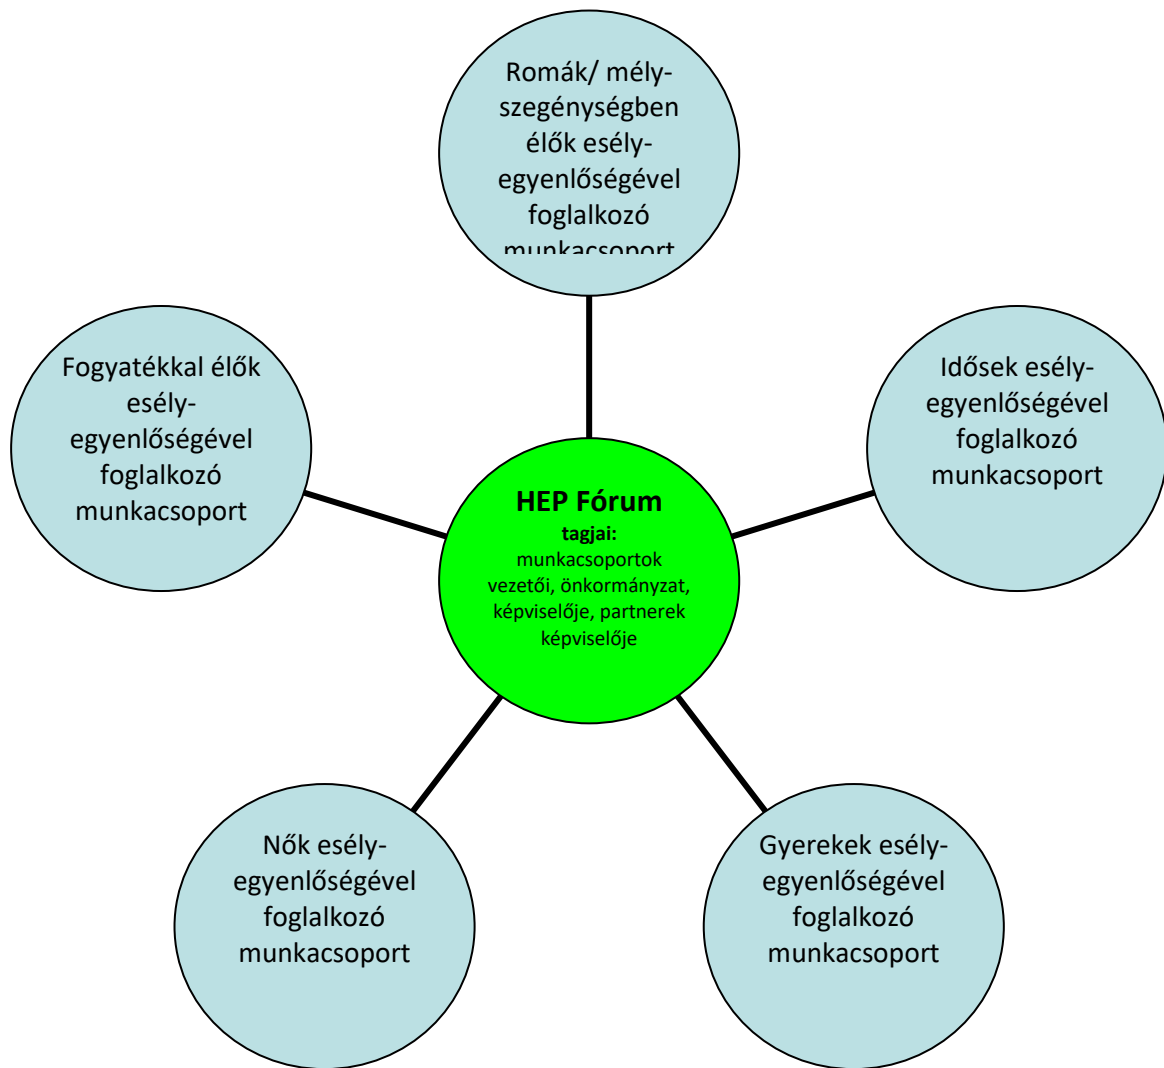 Romák/ mély-
szegénységben
élők esély-
egyenlőségével
foglalkozó
munkacsoport
Fogyatékkal élők
esély-
egyenlőségével
foglalkozó
munkacsoport
Idősek esély-
egyenlőségével
foglalkozó
munkacsoport
HEP Fórum
tagjai:
munkacsoportok
vezetői, önkormányzat,
képviselője, partnerek
képviselője
Nők esély-
egyenlőségével
foglalkozó
munkacsoport
Gyerekek esély-
egyenlőségével
foglalkozó
munkacsoport